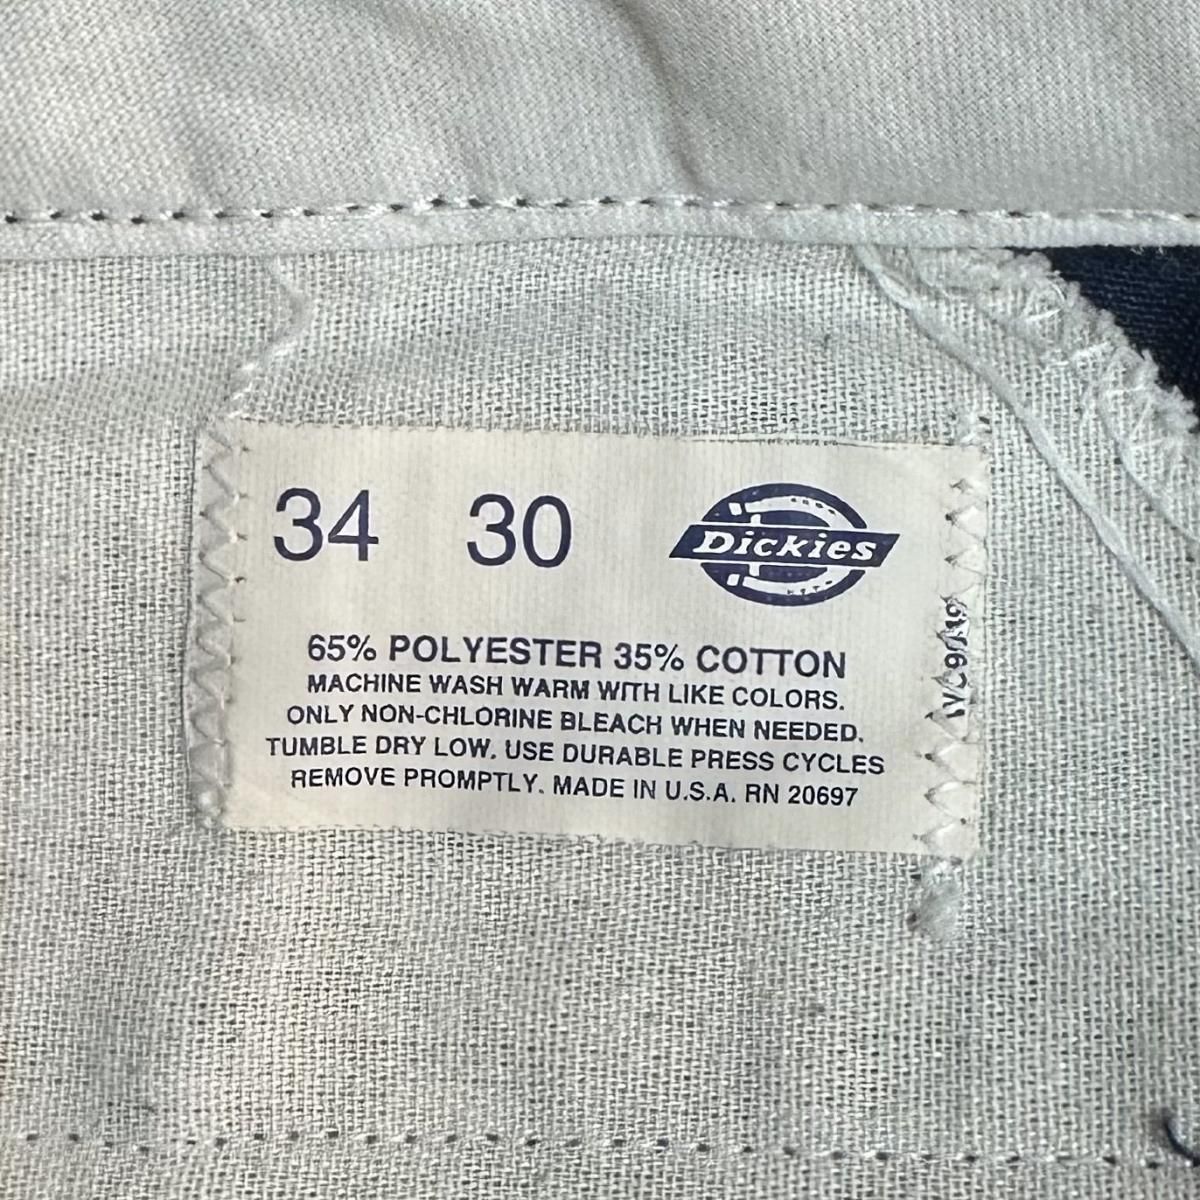 34 30 Dickies
65% POLYESTER 35% COTTON
MACHINE WASH WARM WITH LIKE COLORS.
ONLY NON-CHLORINE BLEACH WHEN NEEDED.
TUMBLE DRY LOW. USE DURABLE PRESS CYCLES
REMOVE PROMPTLY. MADE IN U.S.A. RN 20697